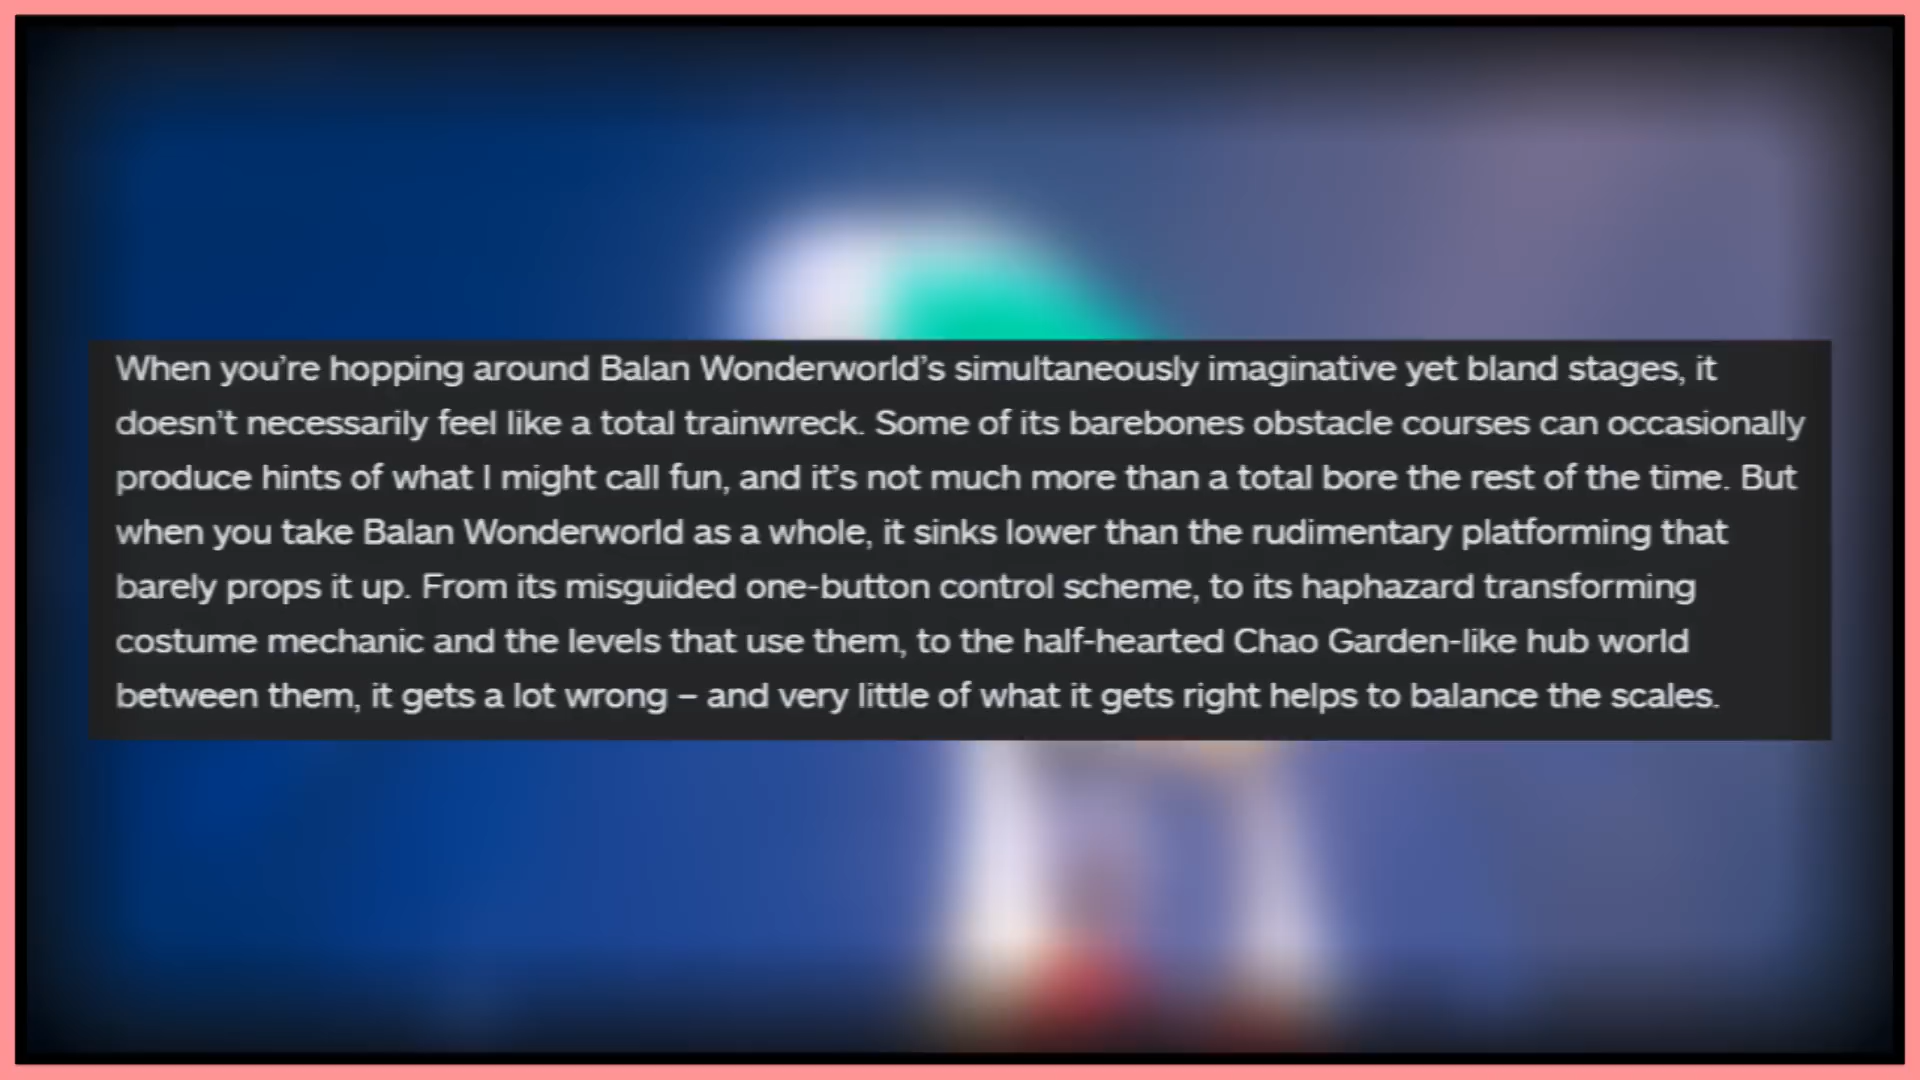 When you’re hopping around Balan Wonderworld’s simultaneously imaginative yet bland stages, it
doesn’t necessarily feel like a total trainwreck. Some of its barebones obstacle courses can occasionally
produce hints of what I might call fun, and it’s not much more than a total bore the rest of the time. But
when you take Balan Wonderworld as a whole, it sinks lower than the rudimentary platforming that
barely props it up. From its misguided one-button control scheme, to its haphazard transforming
costume mechanic and the levels that use them, to the half-hearted Chao Garden-like hub world
between them, it gets a lot wrong – and very little of what it gets right helps to balance the scales.